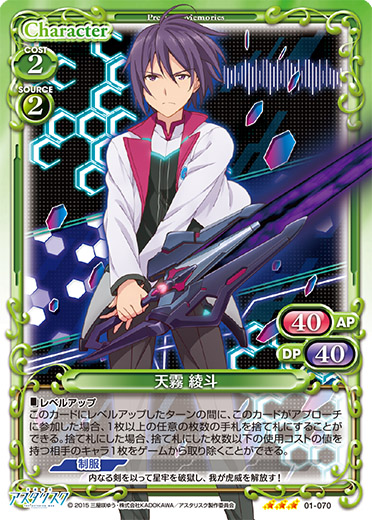 Precious Memories
Character
COST
2
SOURCE
2
40 AP
DP 40
天霧 綾斗
■レベルアップ
このカードにレベルアップしたターンの間に、このカードがアプローチ
に参加した場合、1枚以上の任意の枚数の手札を捨て札にすることが
できる。捨て札にした場合、捨て札にした枚数以下の使用コストの値を
持つ相手のキャラ1枚をゲームから取り除くことができる。
制服
内なる剣を以って星牢を破獄し、我が虎威を解放す!
アスタリスク
© 2015 三屋咲ゆう・株式会社KADOKAWA/アスタリスク製作委員会
01-070